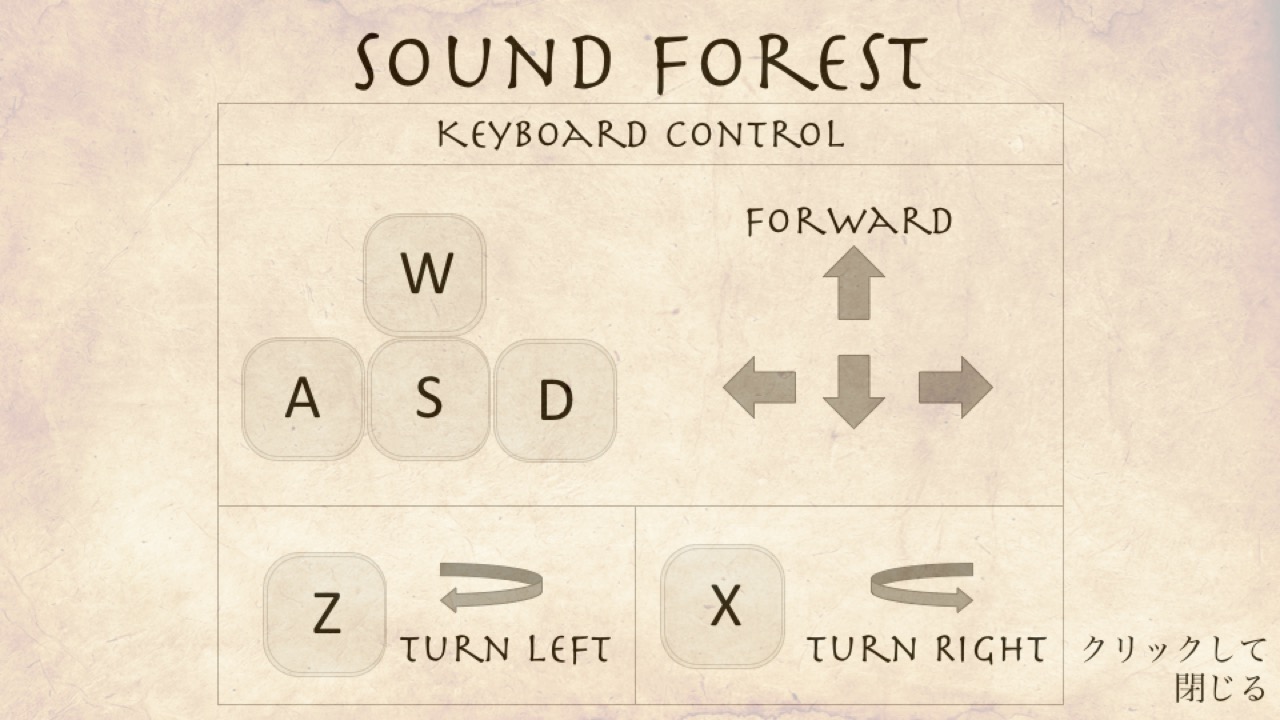 SOUND FOREST
KEYBOARD CONTROL
W
FORWARD
A S D
Z
TURN LEFT
X
TURN RIGHT
クリックして
閉じる